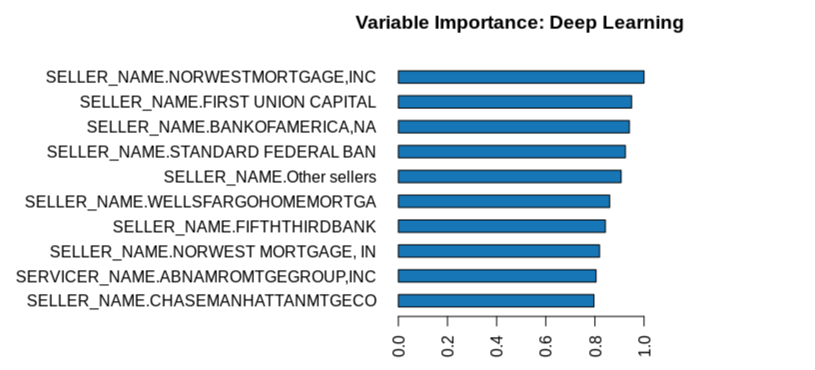 Variable Importance: Deep Learning
SELLER_NAME.NORWESTMORTGAGE,INC
SELLER_NAME.FIRST UNION CAPITAL
SELLER_NAME.BANKOFAMERICA,NA
SELLER_NAME.STANDARD FEDERAL BAN
SELLER_NAME.Other sellers
SELLER_NAME.WELLSFARGOHOMEMORTGA
SELLER_NAME.FIFTHTHIRDBANK
SELLER_NAME.NORWEST MORTGAGE, IN
SERVICER_NAME.ABNAMROMTGEGROUP,INC
SELLER_NAME.CHASEMANHATTANMTGECO
0.0 0.2 0.4 0.6 0.8 1.0